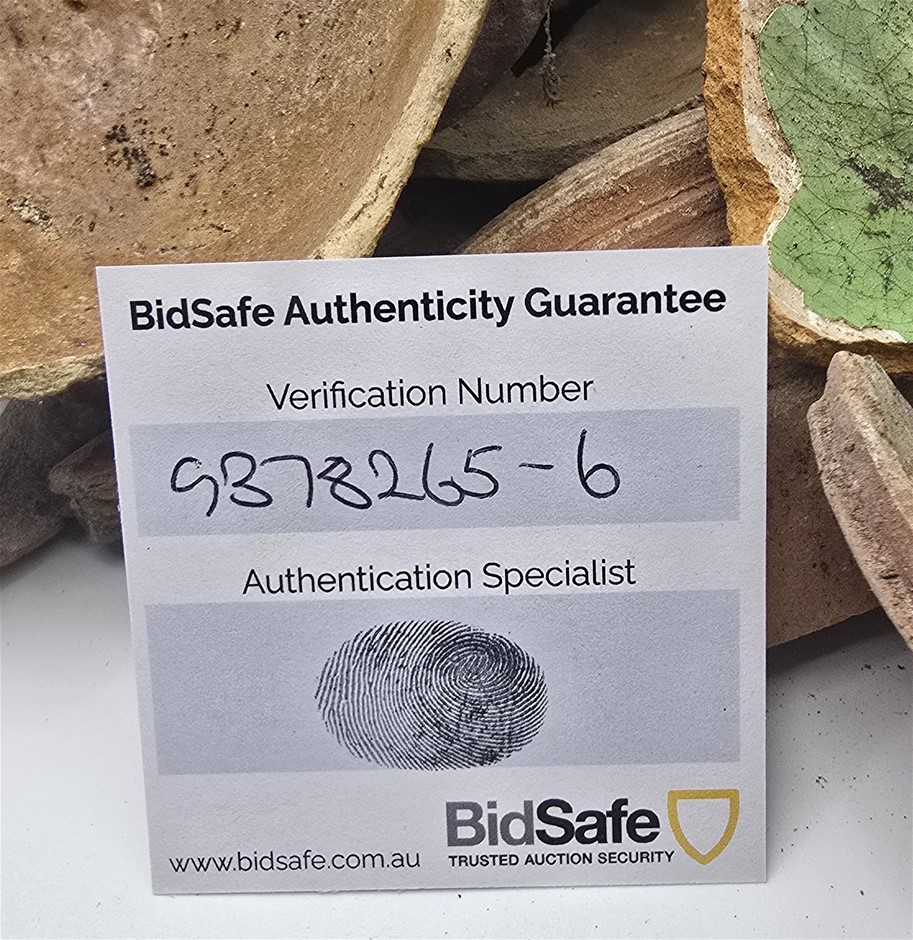 BidSafe Authenticity Guarantee
Verification Number
9378265-6
Authentication Specialist
www.bidsafe.com.au
BidSafe
TRUSTED AUCTION SECURITY